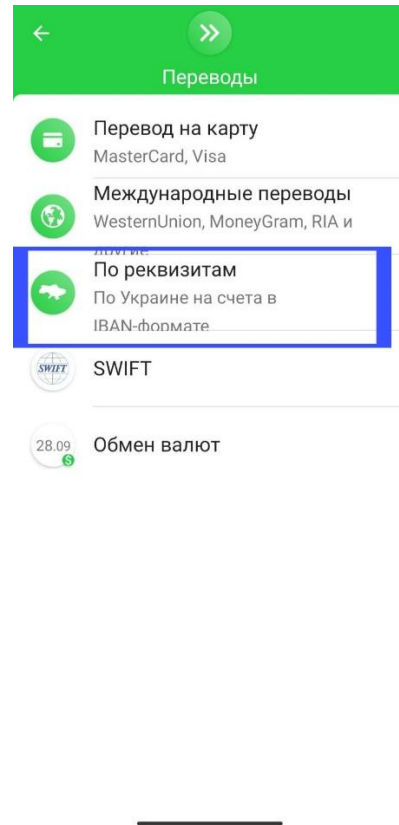 Переводы
Перевод на карту
MasterCard, Visa
Международные переводы
WesternUnion, MoneyGram, RIA и
другие
По реквизитам
По Украине на счета в
IBAN-формате
SWIFT
SWIFT
28.09
$
Обмен валют